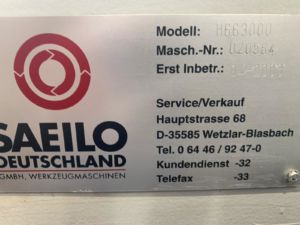 Modell: H663000
Masch.-Nr.: 020564
Erst Inbetr.:
SAEILO
DEUTSCHLAND
GMBH, WERKZEUGMASCHINEN
Service/Verkauf
Hauptstrasse 68
D-35585 Wetzlar-Blasbach
Tel. 0 64 46 / 92 47-0
Kundendienst -32
Telefax -33